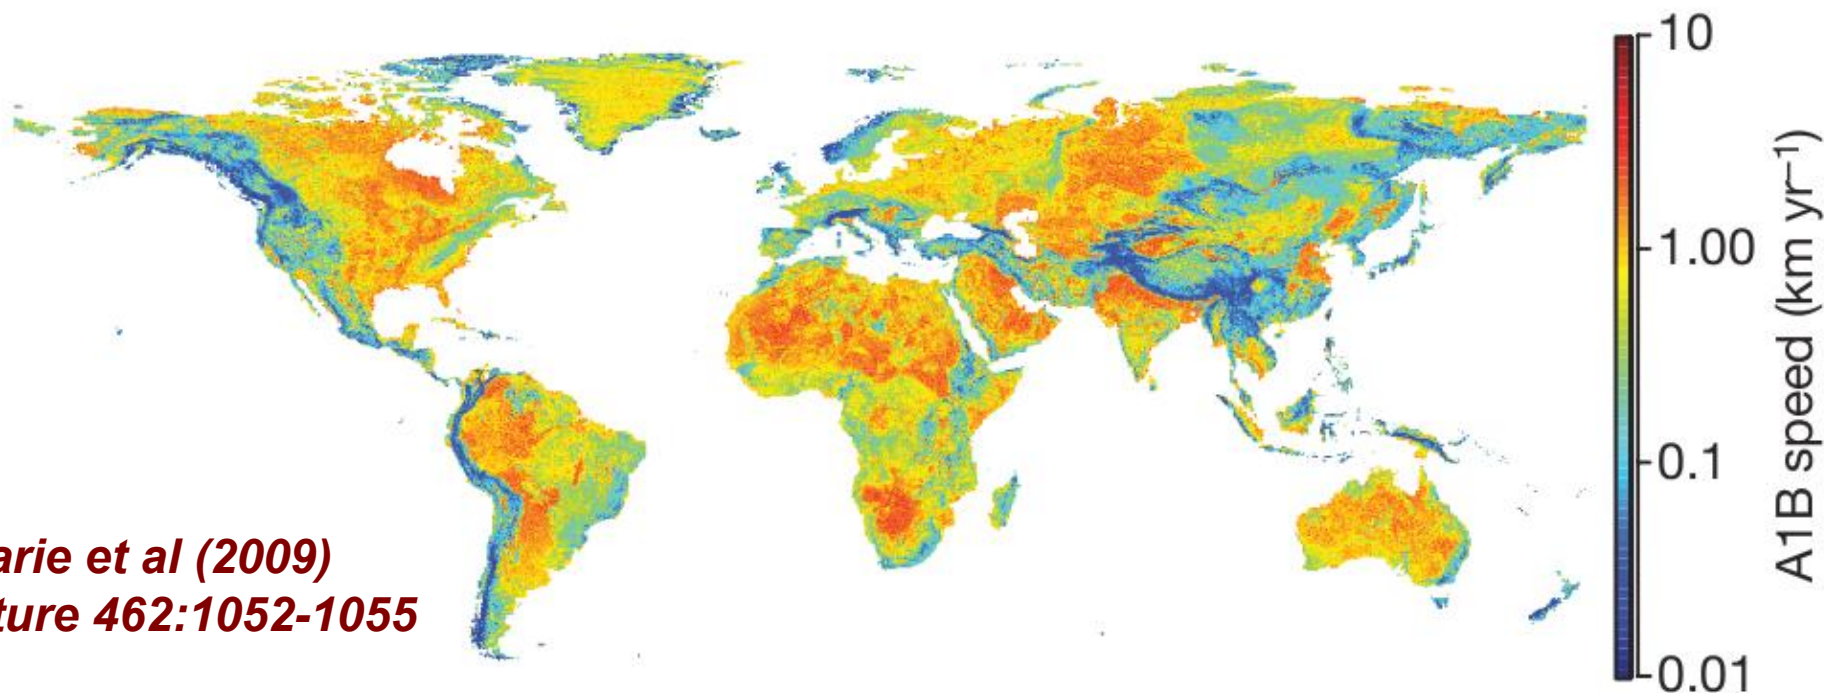 10
1.00
0.1
0.01
A1B speed (km yr⁻¹)
arie et al (2009)
ture 462:1052-1055